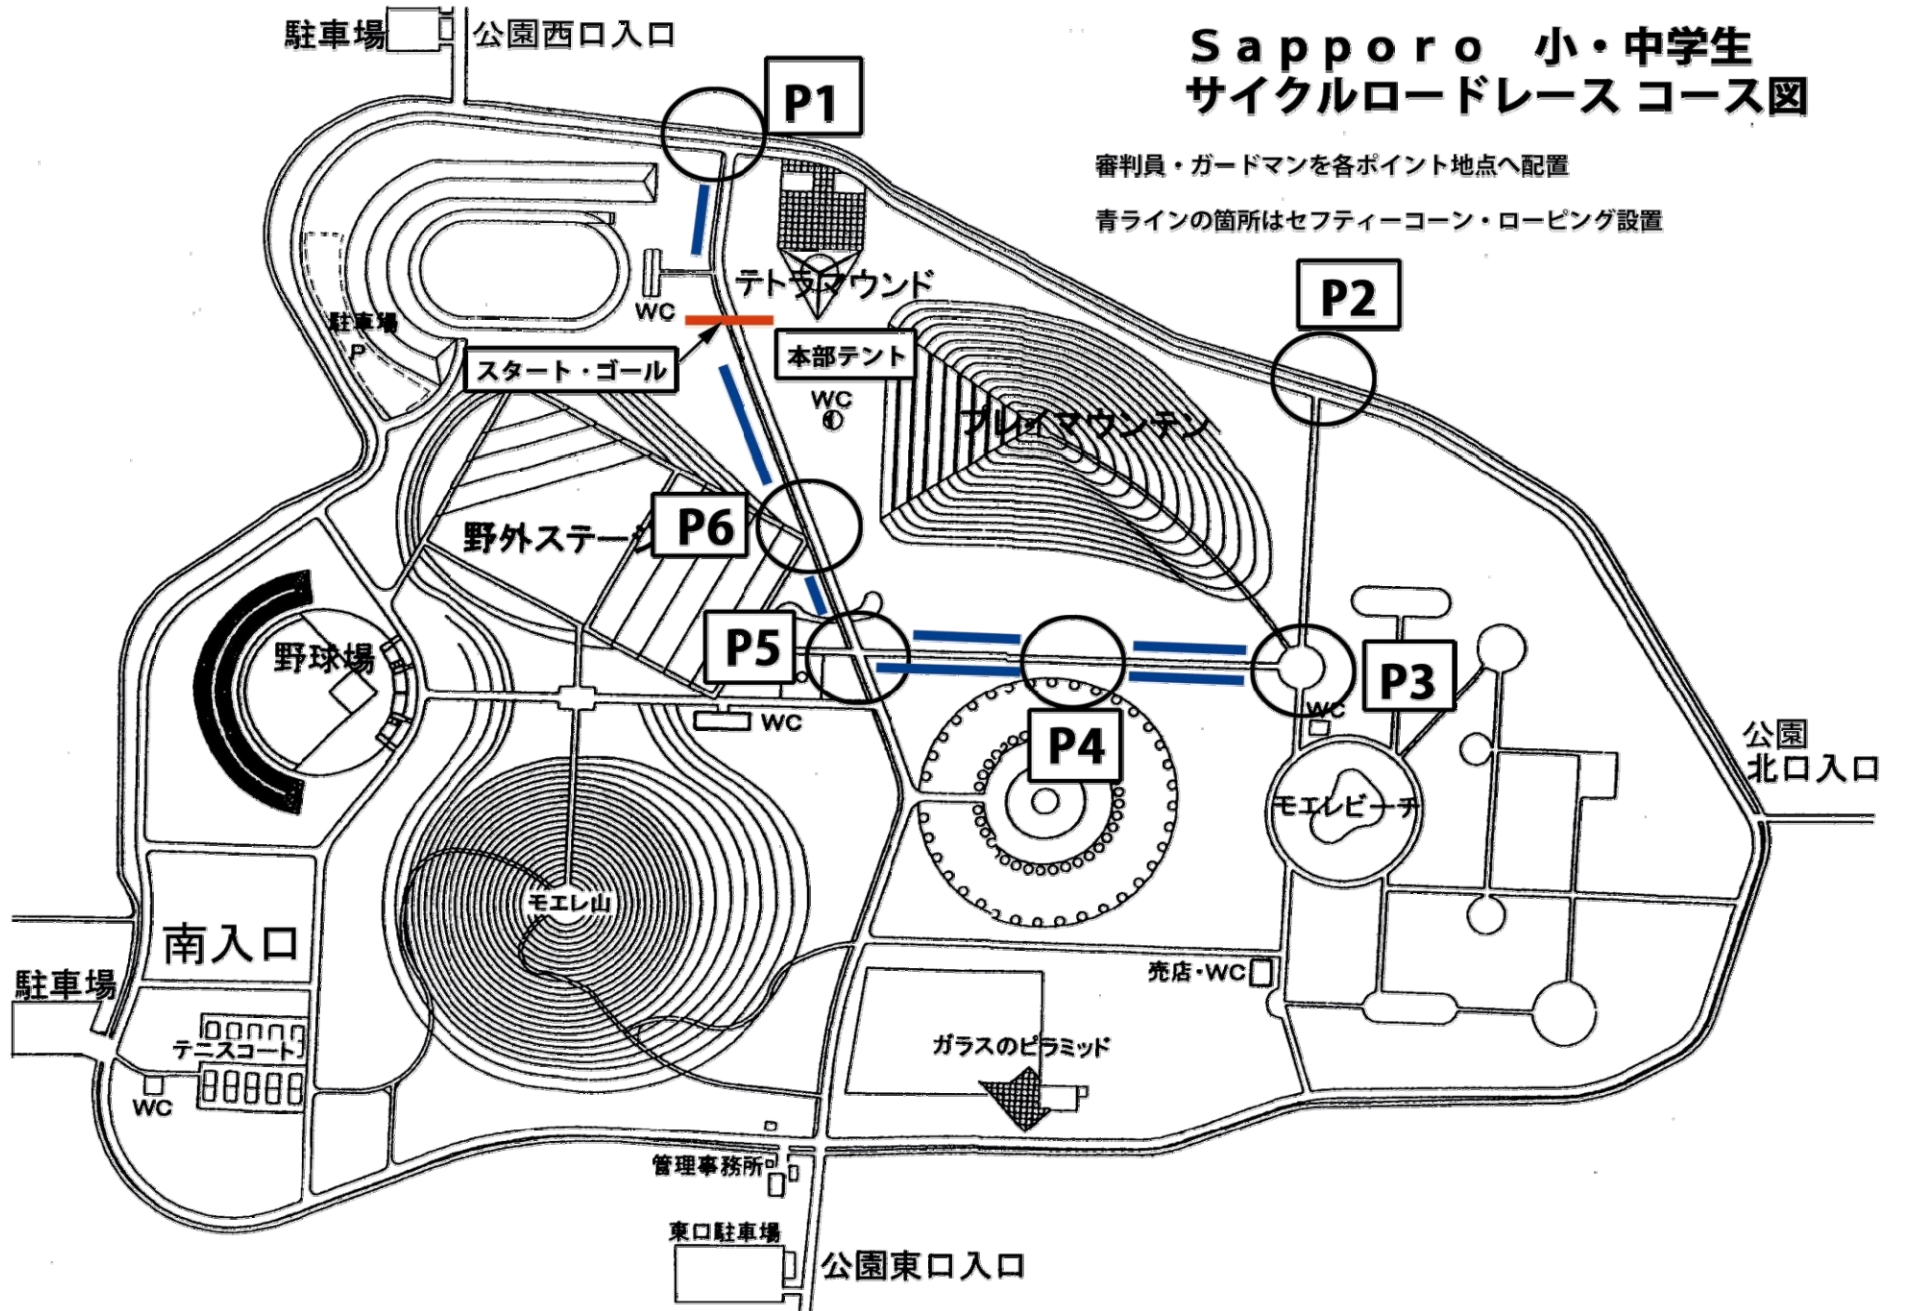 駐車場
公園西口入口
Sapporo 小・中学生
サイクルロードレース コース図
P1
審判員・ガードマンを各ポイント地点へ配置
青ラインの箇所はセフティーコーン・ローピング設置
P2
テトラマウンド
WC
駐車場
P
スタート・ゴール
本部テント
WC
プレイマウンテン
P6
野外ステージ
P5
野球場
P3
WC
WC
P4
公園
北口入口
モエレビーチ
モエレ山
南入口
駐車場
売店・WC
テニスコート
ガラスのピラミッド
WC
管理事務所
東口駐車場
公園東口入口